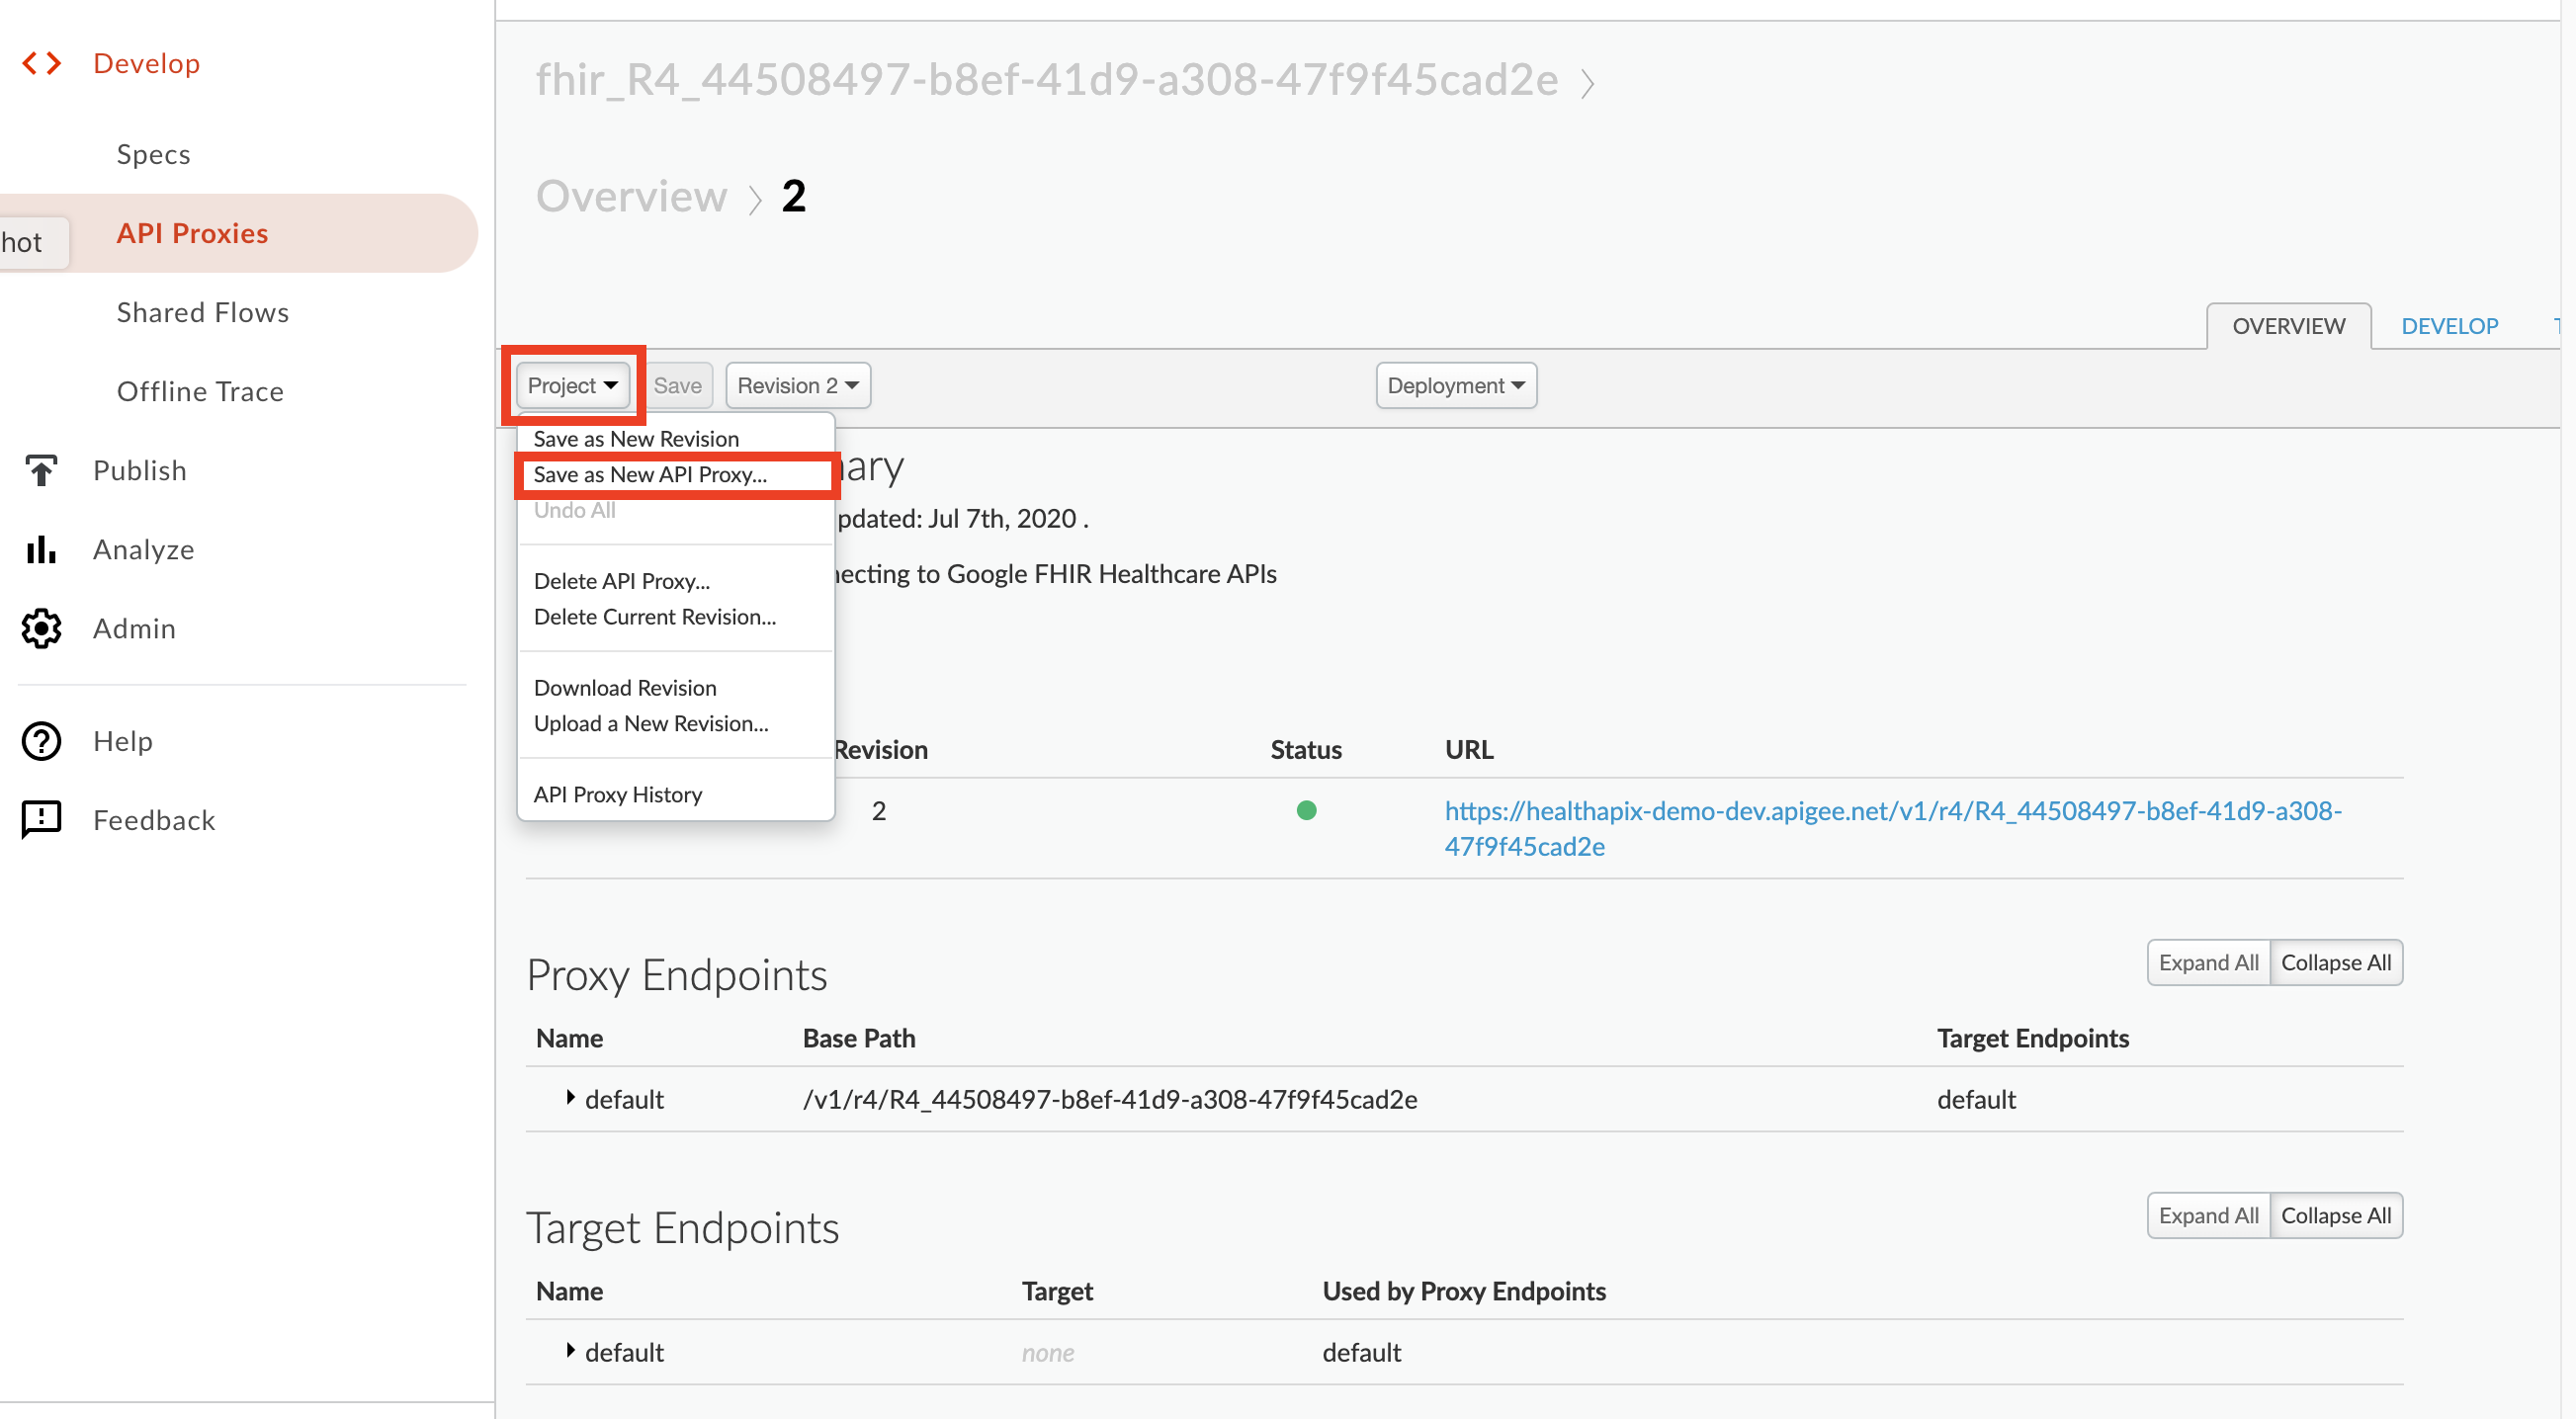 Develop
Specs
API Proxies
hot
Shared Flows
Offline Trace
Publish
Analyze
Admin
Help
Feedback
fhir_R4_44508497-b8ef-41d9-a308-47f9f45cad2e
Overview 2
OVERVIEW DEVELOP
Project Save Revision 2 Deployment
Save as New Revision
Save as New API Proxy...
Undo All
Delete API Proxy...
Delete Current Revision...
Download Revision
Upload a New Revision...
API Proxy History
ary
pdated: Jul 7th, 2020 .
ecting to Google FHIR Healthcare APIs
Revision Status URL
2 https://healthapix-demo-dev.apigee.net/v1/r4/R4_44508497-b8ef-41d9-a308-
47f9f45cad2e
Proxy Endpoints Expand All Collapse All
Name Base Path Target Endpoints
default /v1/r4/R4_44508497-b8ef-41d9-a308-47f9f45cad2e default
Target Endpoints Expand All Collapse All
Name Target Used by Proxy Endpoints
default none default